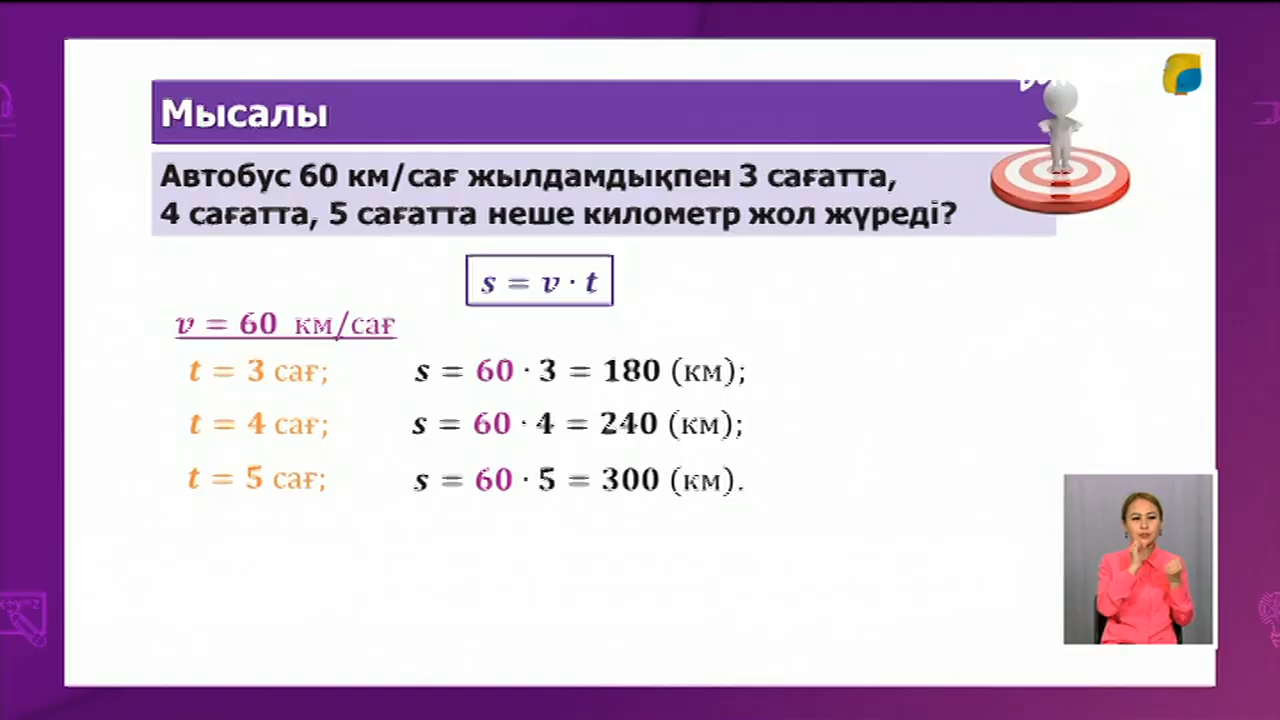 Мысалы
Автобус 60 км/сағ жылдамдықпен 3 сағатта,
4 сағатта, 5 сағатта неше километр жол жүреді?
s = v · t
v = 60 км/сағ
t = 3 сағ; s = 60 · 3 = 180 (км);
t = 4 сағ; s = 60 · 4 = 240 (км);
t = 5 сағ; s = 60 · 5 = 300 (км).